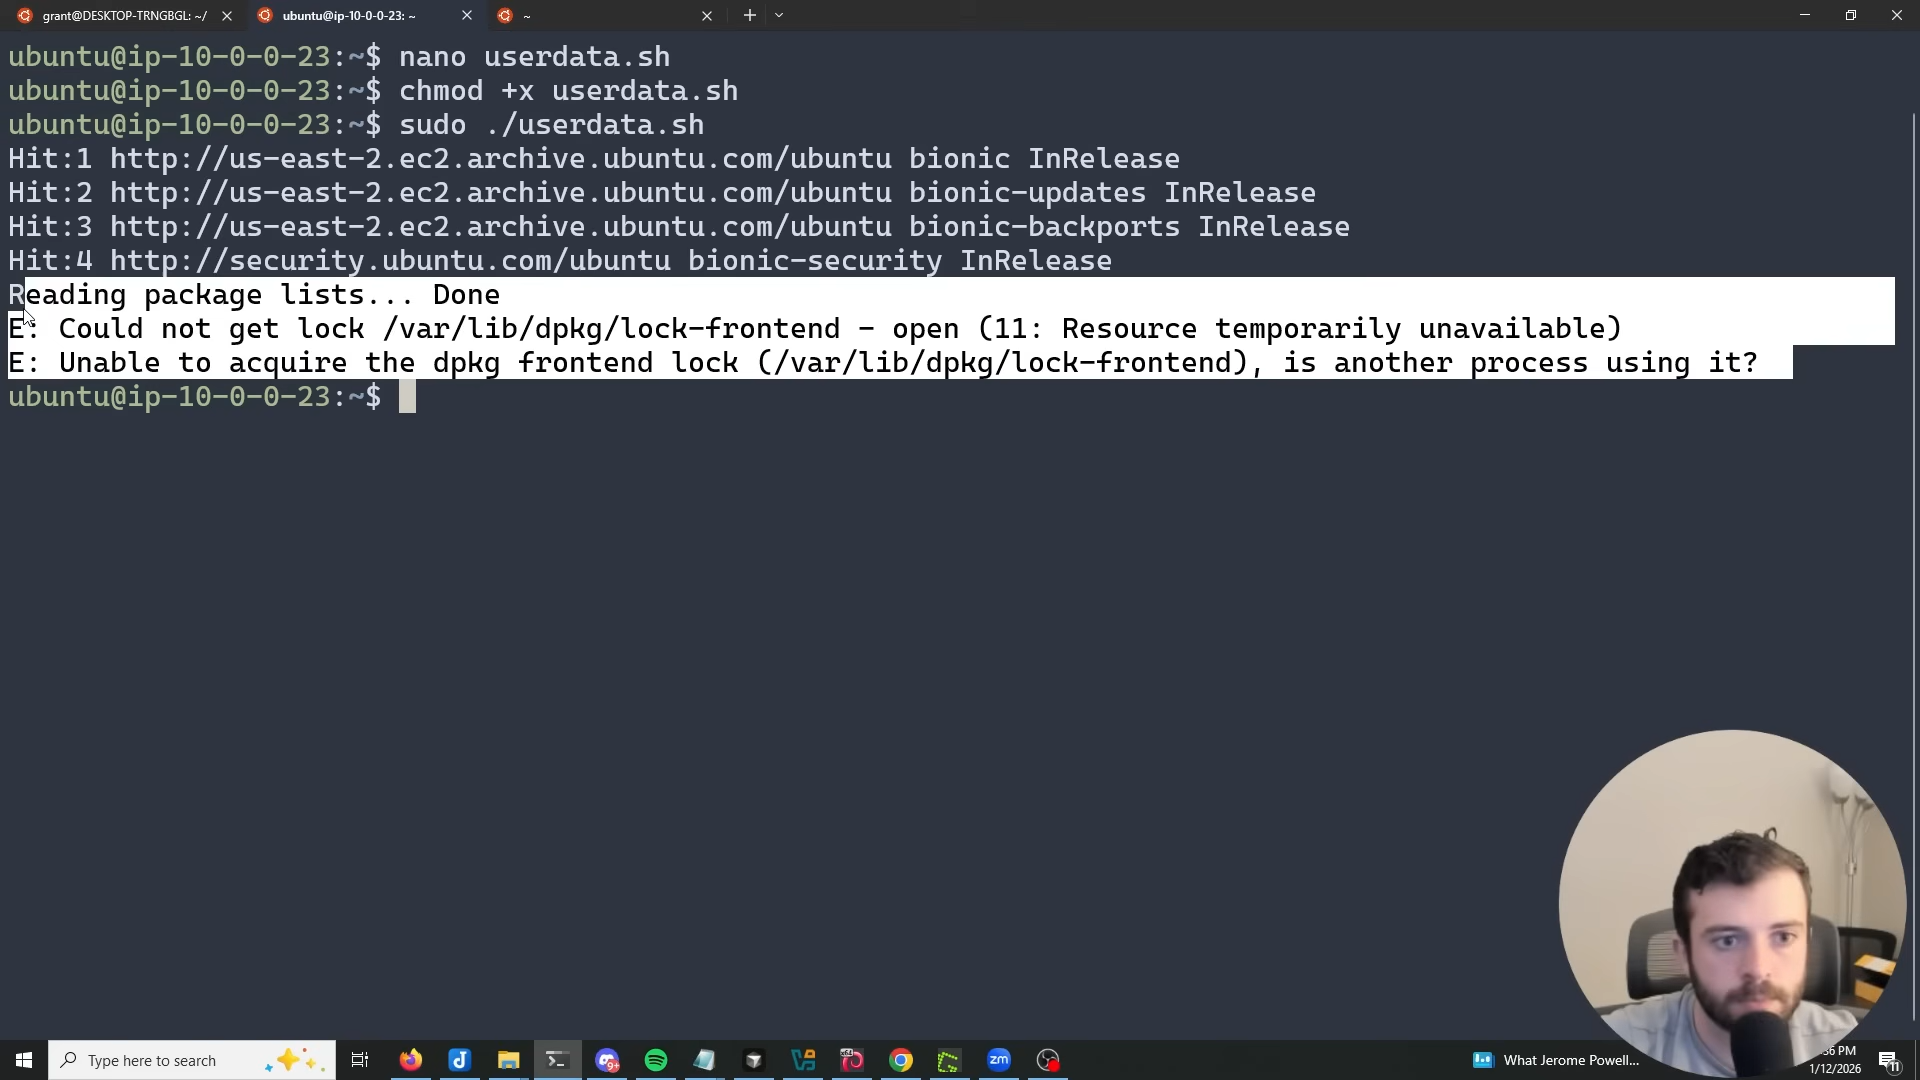 grant@DESKTOP-TRNGBGL: ~/
ubuntu@ip-10-0-0-23: ~
~
ubuntu@ip-10-0-0-23:~$ nano userdata.sh
ubuntu@ip-10-0-0-23:~$ chmod +x userdata.sh
ubuntu@ip-10-0-0-23:~$ sudo ./userdata.sh
Hit:1 http://us-east-2.ec2.archive.ubuntu.com/ubuntu bionic InRelease
Hit:2 http://us-east-2.ec2.archive.ubuntu.com/ubuntu bionic-updates InRelease
Hit:3 http://us-east-2.ec2.archive.ubuntu.com/ubuntu bionic-backports InRelease
Hit:4 http://security.ubuntu.com/ubuntu bionic-security InRelease
Reading package lists... Done
E: Could not get lock /var/lib/dpkg/lock-frontend - open (11: Resource temporarily unavailable)
E: Unable to acquire the dpkg frontend lock (/var/lib/dpkg/lock-frontend), is another process using it?
ubuntu@ip-10-0-0-23:~$
Type here to search
9+
x64
zm
What Jerome Powell...
36 PM
1/12/2026
11